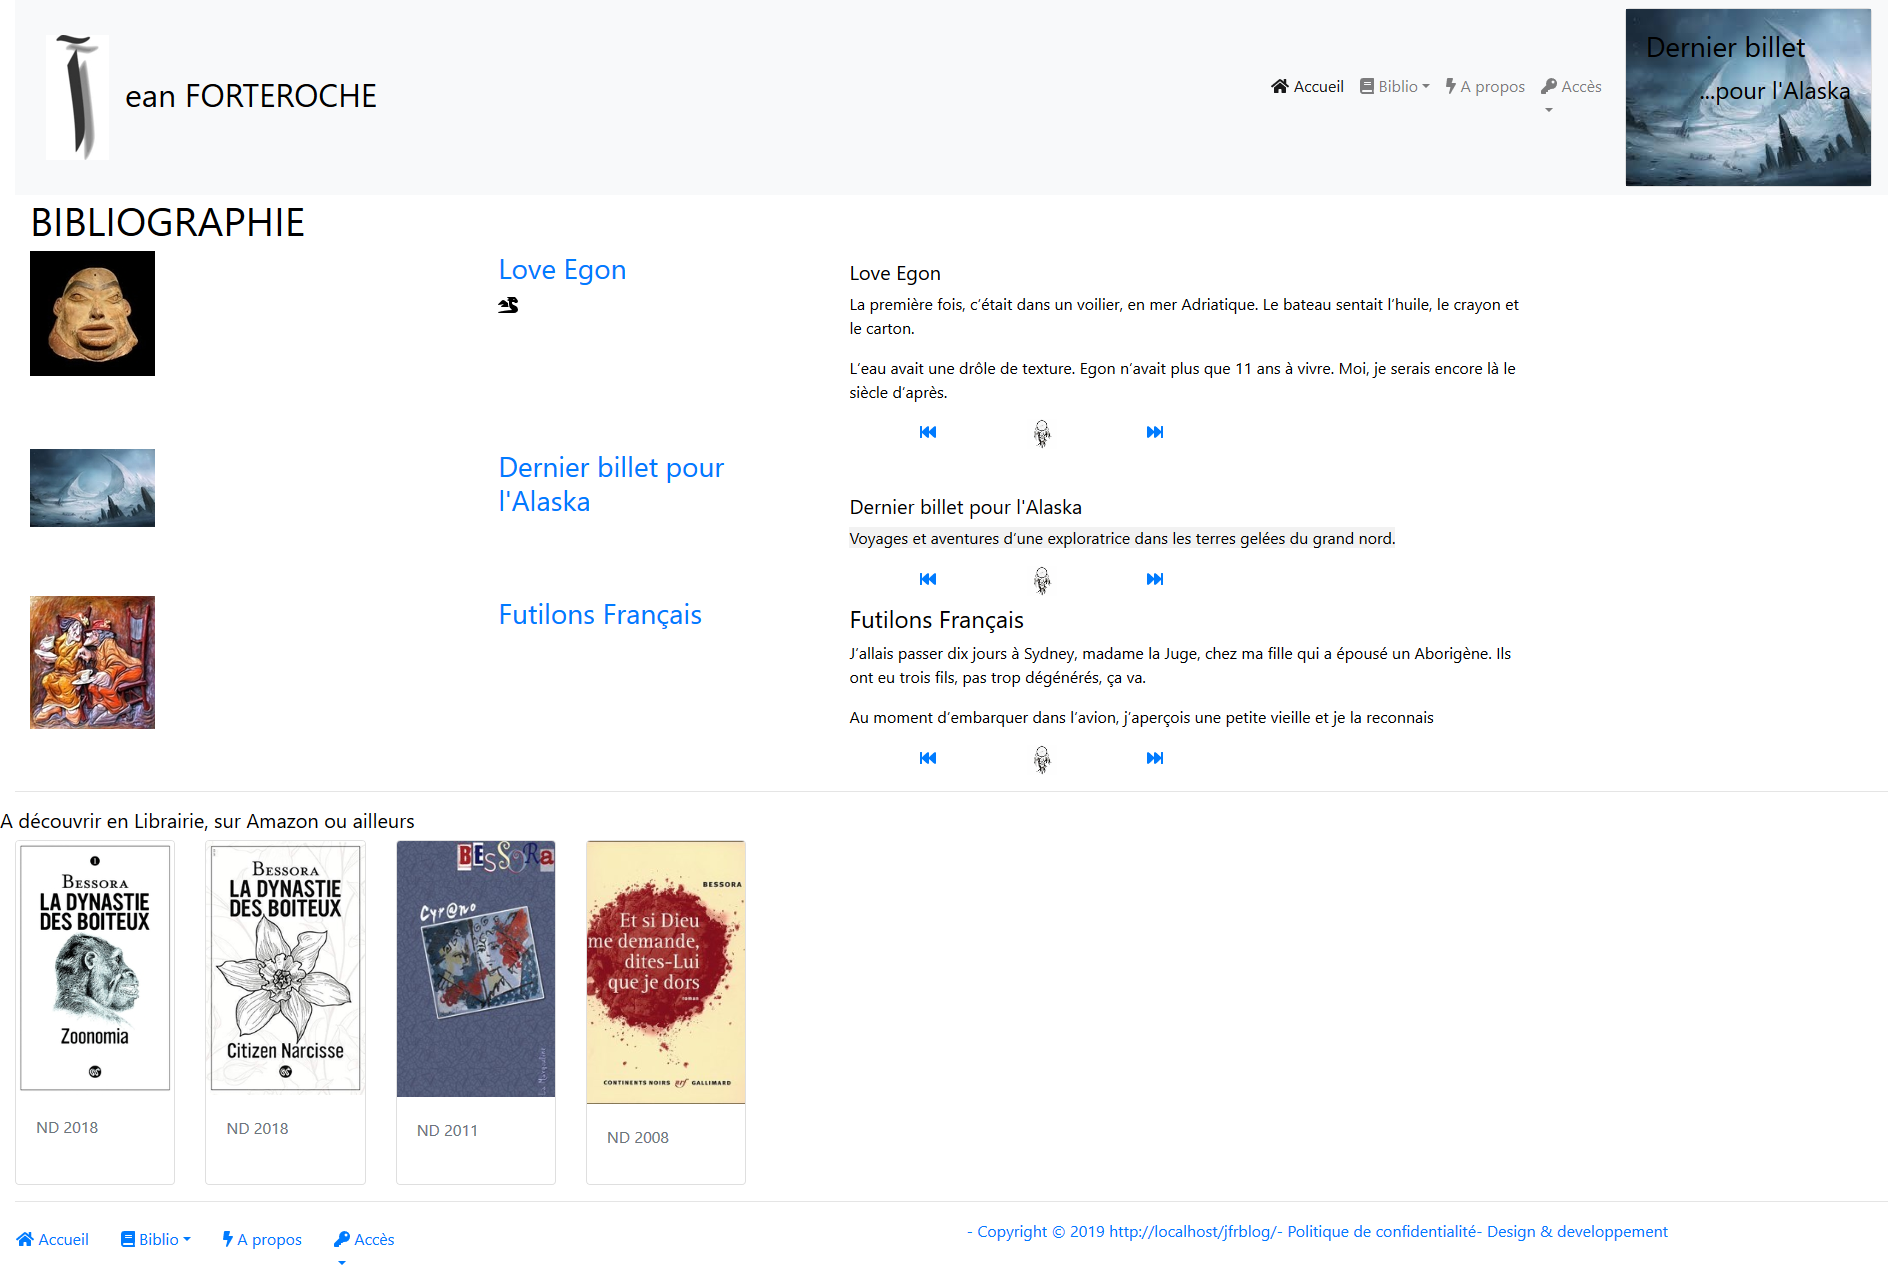 ean FORTEROCHE
Accueil
Biblio
A propos
Accès
Dernier billet
...pour l'Alaska
BIBLIOGRAPHIE
Love Egon
Love Egon
La première fois, c’était dans un voilier, en mer Adriatique. Le bateau sentait l’huile, le crayon et
le carton.
L’eau avait une drôle de texture. Egon n’avait plus que 11 ans à vivre. Moi, je serais encore là le
siècle d’après.
Dernier billet pour
l'Alaska
Dernier billet pour l'Alaska
Voyages et aventures d’une exploratrice dans les terres gelées du grand nord.
Futilons Français
Futilons Français
J’allais passer dix jours à Sydney, madame la Juge, chez ma fille qui a épousé un Aborigène. Ils
ont eu trois fils, pas trop dégénérés, ça va.
Au moment d’embarquer dans l’avion, j’aperçois une petite vieille et je la reconnais
A découvrir en Librairie, sur Amazon ou ailleurs
I
BESSORA
LA DYNASTIE
DES BOITEUX
Zoonomia
ND 2018
BESSORA
LA DYNASTIE
DES BOITEUX
Citizen Narcisse
ND 2018
BESSORa
Cyr@no
ND 2011
BESSORA
Et si Dieu
me demande,
dites-Lui
que je dors
roman
CONTINENTS NOIRS nrf GALLIMARD
ND 2008
Accueil
Biblio
A propos
Accès
- Copyright © 2019 http://localhost/jfrblog/- Politique de confidentialité- Design & developpement